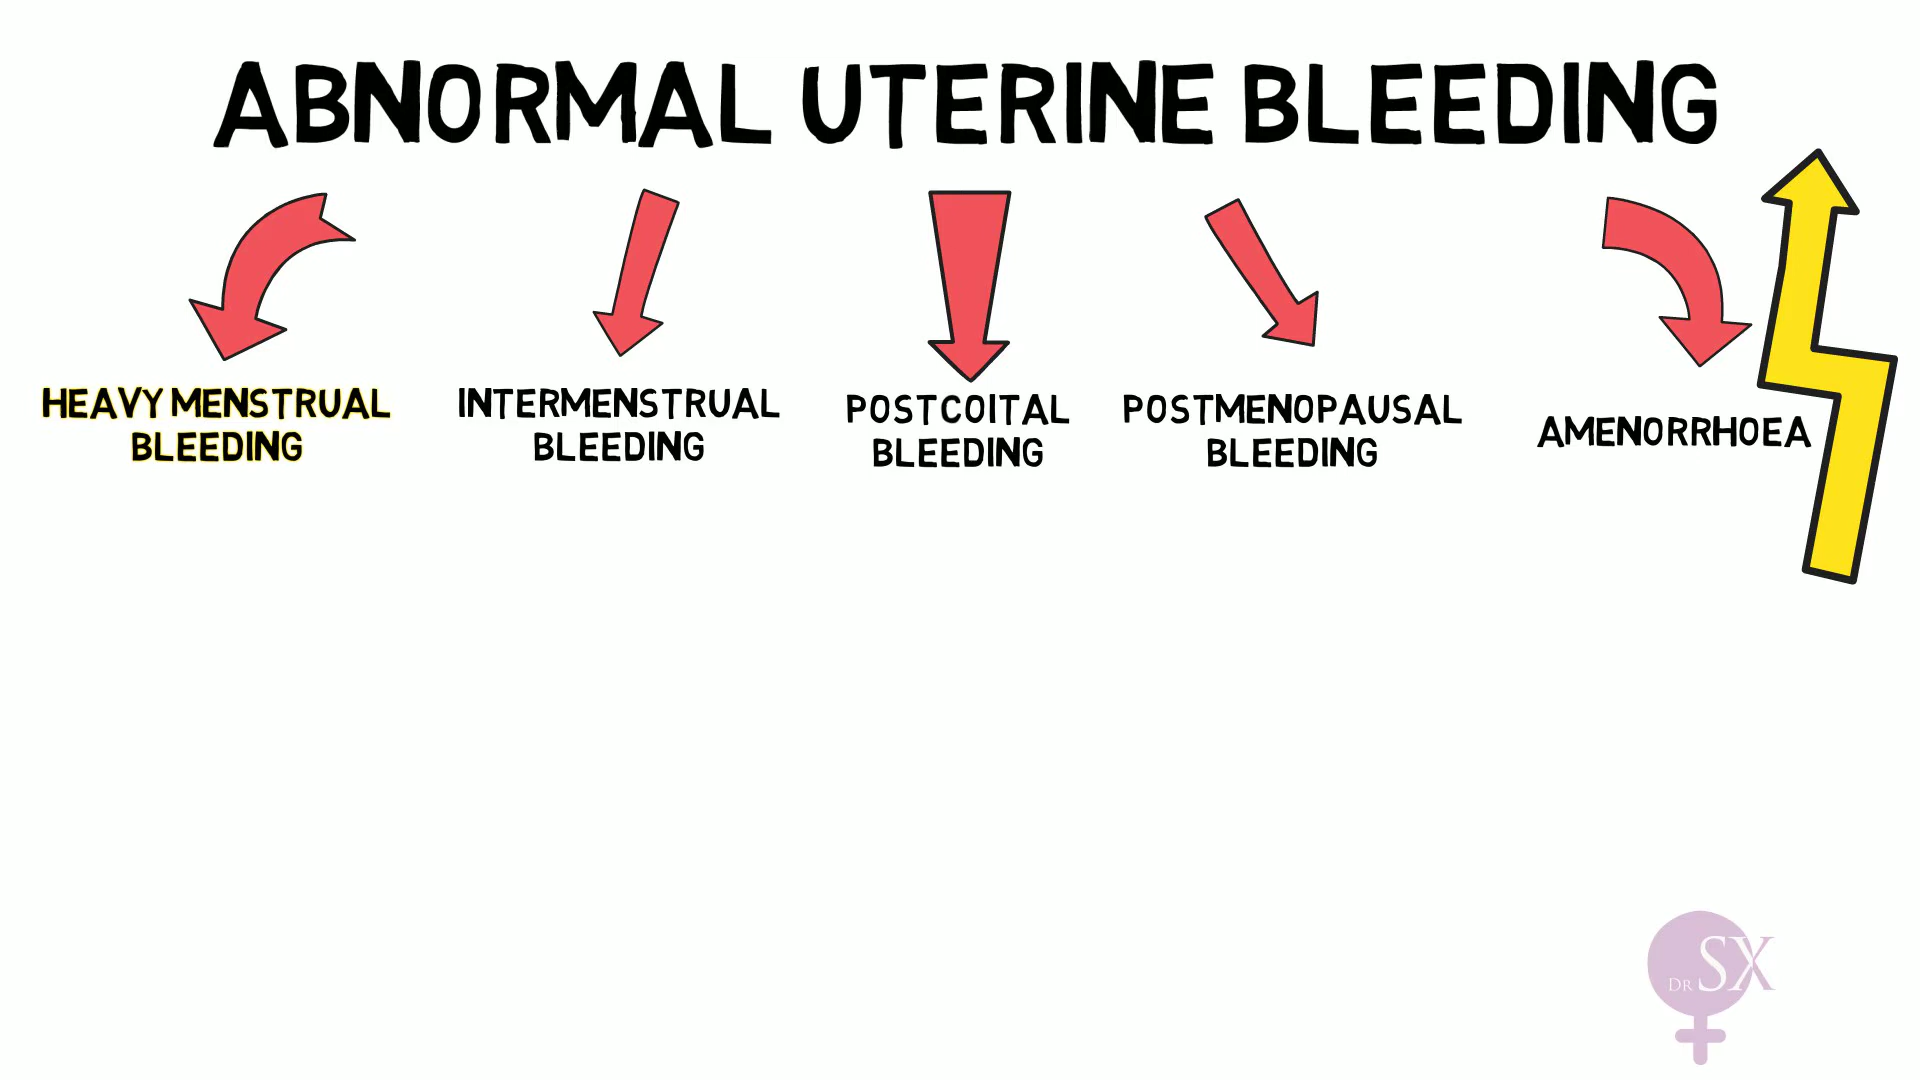 ABNORMAL UTERINE BLEEDING
HEAVY MENSTRUAL
BLEEDING
INTERMENSTRUAL
BLEEDING
POSTCOITAL
BLEEDING
POSTMENOPAUSAL
BLEEDING
AMENORRHOEA
DR SX